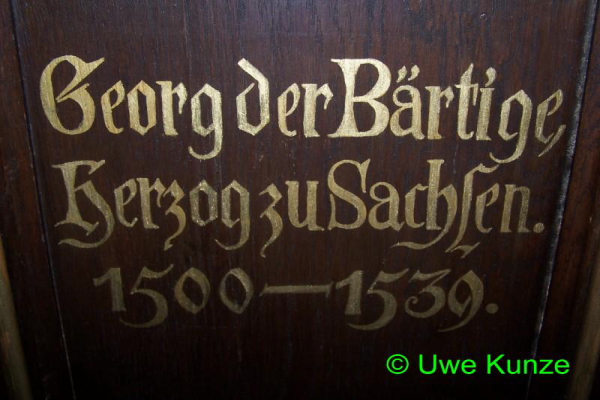 Georg der Bärtige,
Herzog zu Sachſen.
1500—1539.
© Uwe Kunze